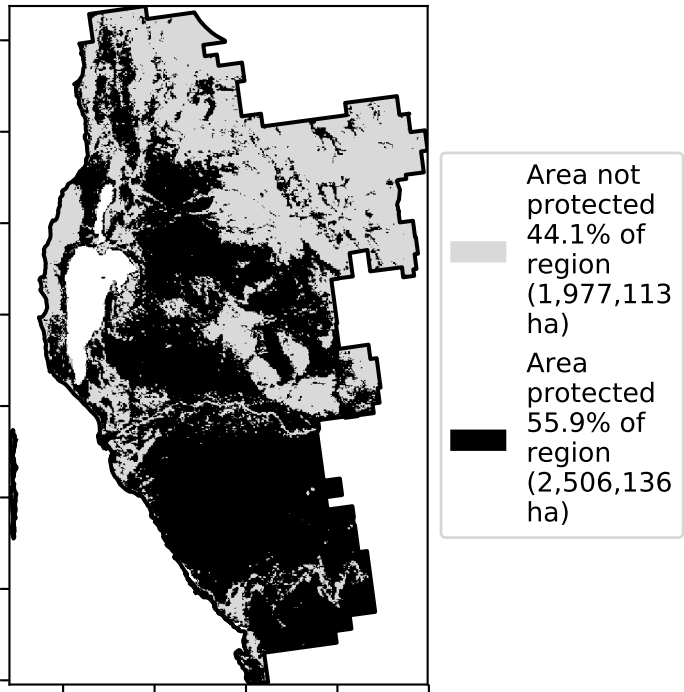 Area not
protected
44.1% of
region
(1,977,113
ha)
Area
protected
55.9% of
region
(2,506,136
ha)